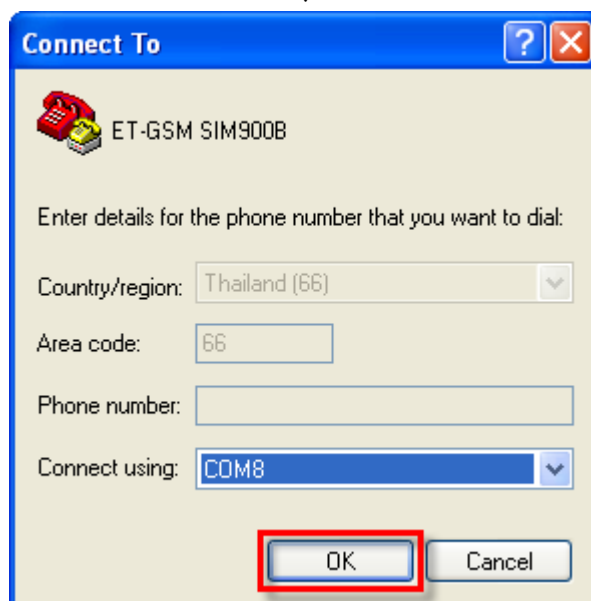 Connect To
ET-GSM SIM900B
Enter details for the phone number that you want to dial:
Country/region: Thailand (66)
Area code: 66
Phone number:
Connect using: COM8
OK Cancel